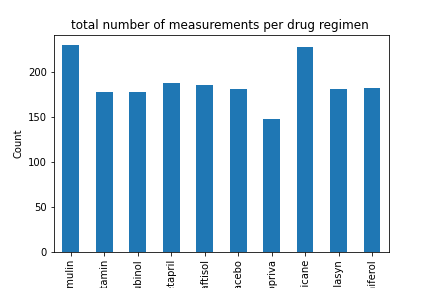 total number of measurements per drug regimen
Count
200
150
100
50
0
mulin
tamin
ubinol
tapril
aftisol
acebo
opriva
icane
lasyn
iferol